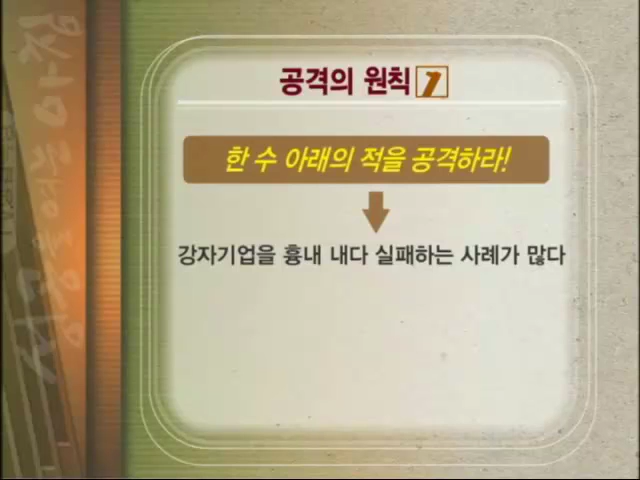 공격의 원칙 1
한 수 아래의 적을 공격하라!
강자기업을 흉내 내다 실패하는 사례가 많다